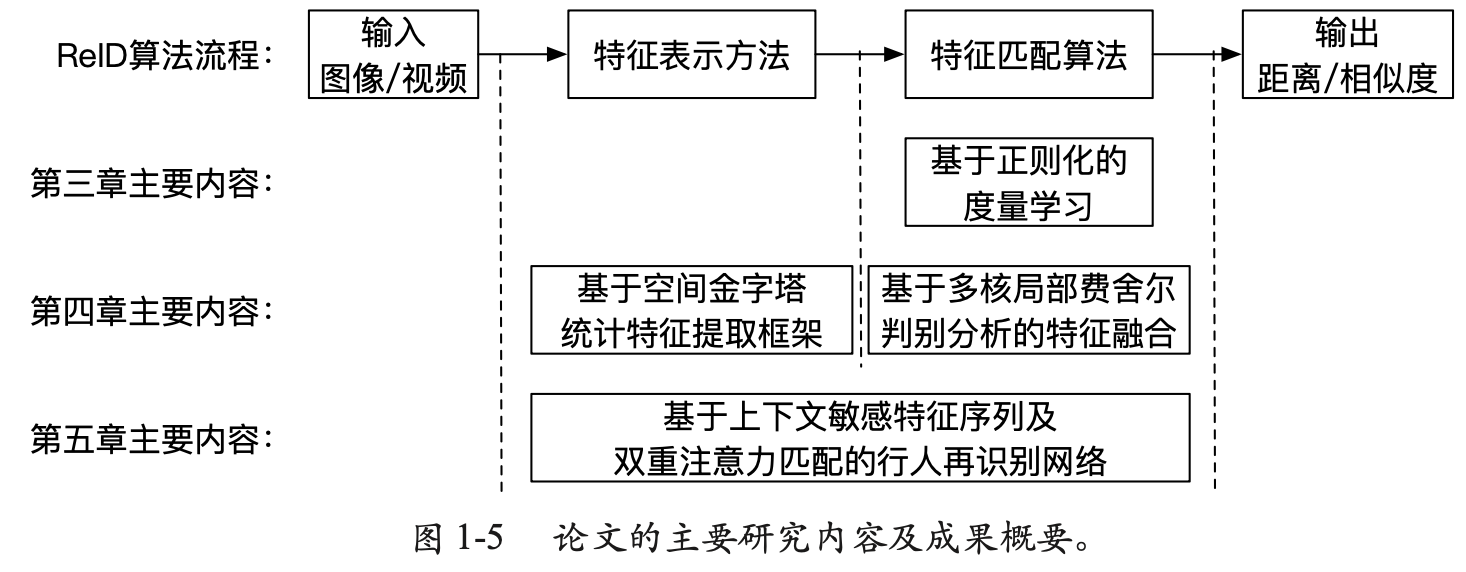 ReID算法流程：
输入
图像/视频
特征表示方法
特征匹配算法
输出
距离/相似度
第三章主要内容：
基于正则化的
度量学习
第四章主要内容：
基于空间金字塔
统计特征提取框架
基于多核局部费舍尔
判别分析的特征融合
第五章主要内容：
基于上下文敏感特征序列及
双重注意力匹配的行人再识别网络
图 1-5 论文的主要研究内容及成果概要。